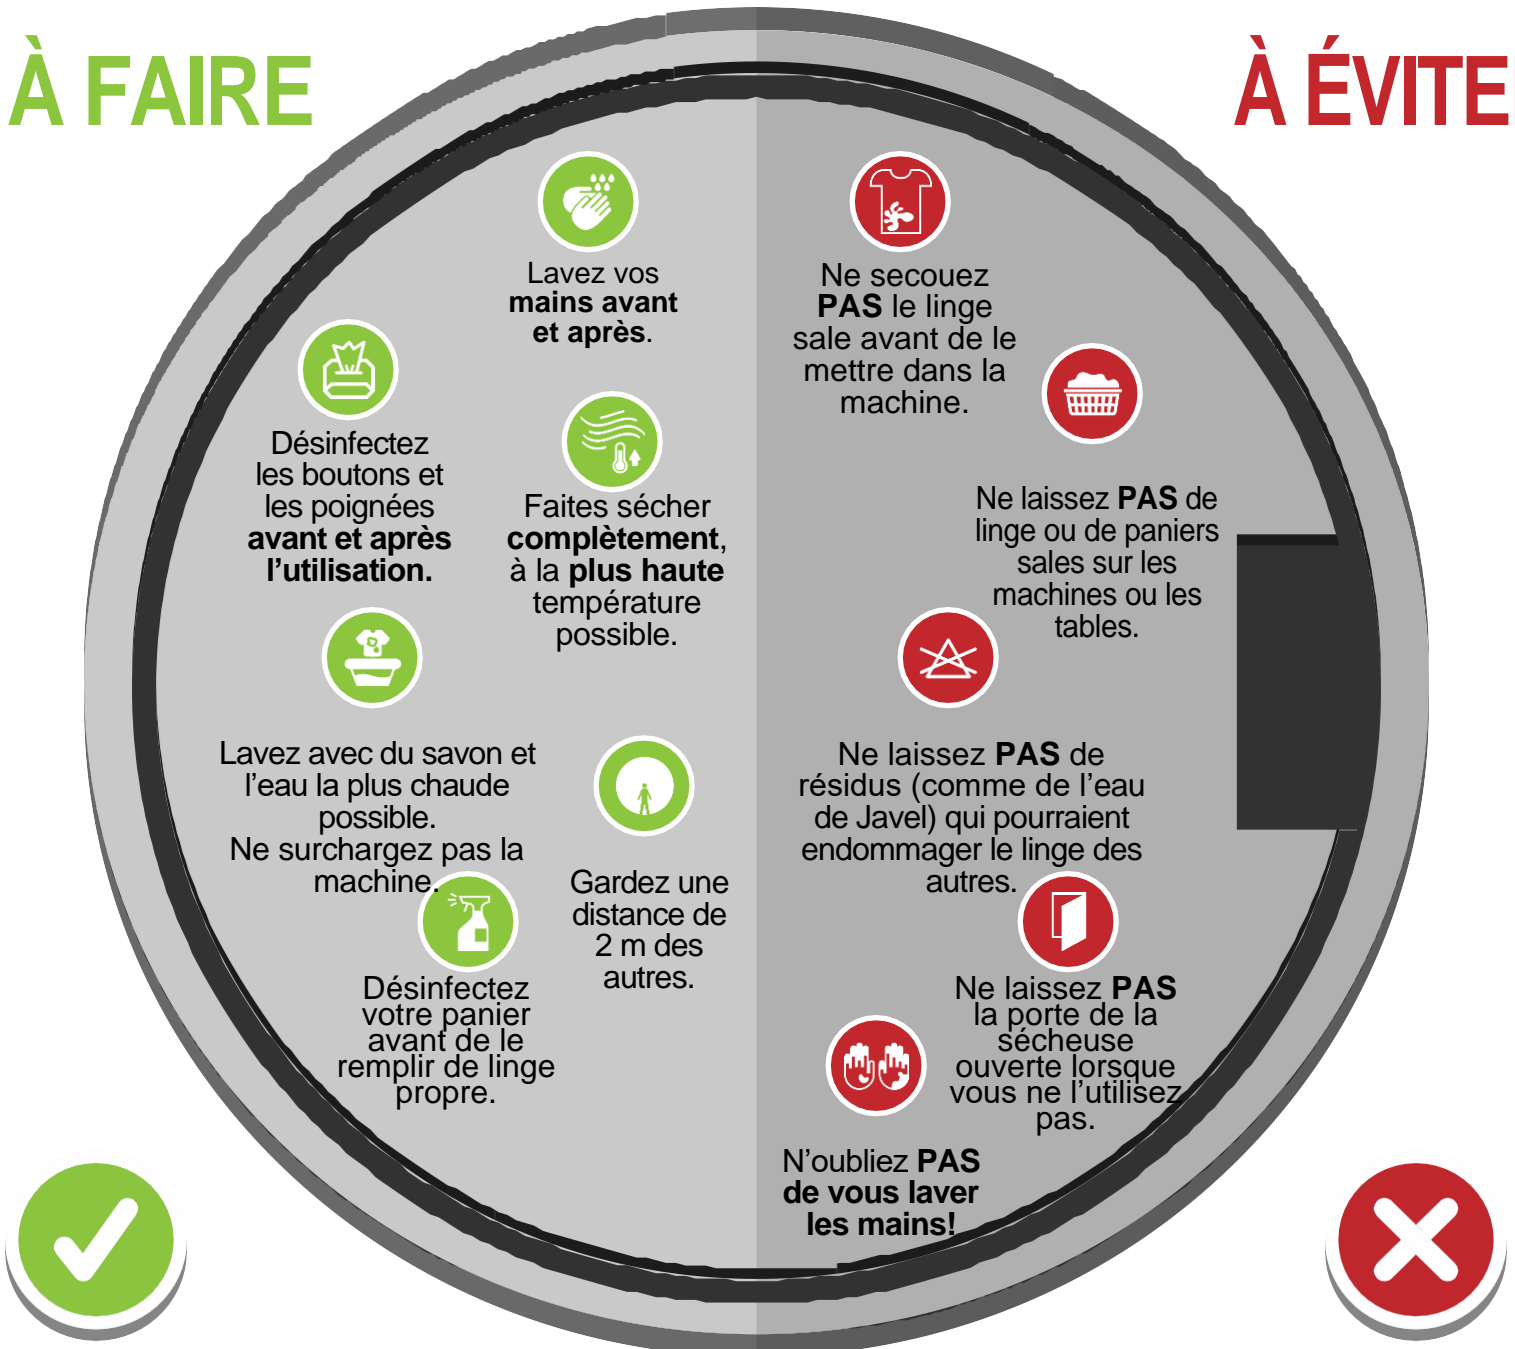 À FAIRE
À ÉVITE
Lavez vos
mains avant
et après.
Désinfectez
les boutons et
les poignées
avant et après
l'utilisation.
Faites sécher
complètement,
à la plus haute
température
possible.
Lavez avec du savon et
l’eau la plus chaude
possible.
Ne surchargez pas la
machine.
Gardez une
distance de
2 m des
autres.
Désinfectez
votre panier
avant de le
remplir de linge
propre.
Ne secouez
PAS le linge
sale avant de le
mettre dans la
machine.
Ne laissez PAS de
linge ou de paniers
sales sur les
machines ou les
tables.
Ne laissez PAS de
résidus (comme de l’eau
de Javel) qui pourraient
endommager le linge des
autres.
Ne laissez PAS
la porte de la
sécheuse
ouverte lorsque
vous ne l’utilisez
pas.
N’oubliez PAS
de vous laver
les mains!